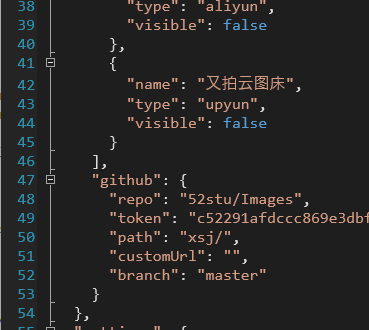 38 "type": "aliyun",
39 "visible": false
40 },
41 {
42 "name": "又拍云图床",
43 "type": "upyun",
44 "visible": false
45 }
46 ],
47 "github": {
48 "repo": "52stu/Images",
49 "token": "c52291afdccc869e3dbf
50 "path": "xsj/",
51 "customUrl": "",
52 "branch": "master"
53 }
54 },